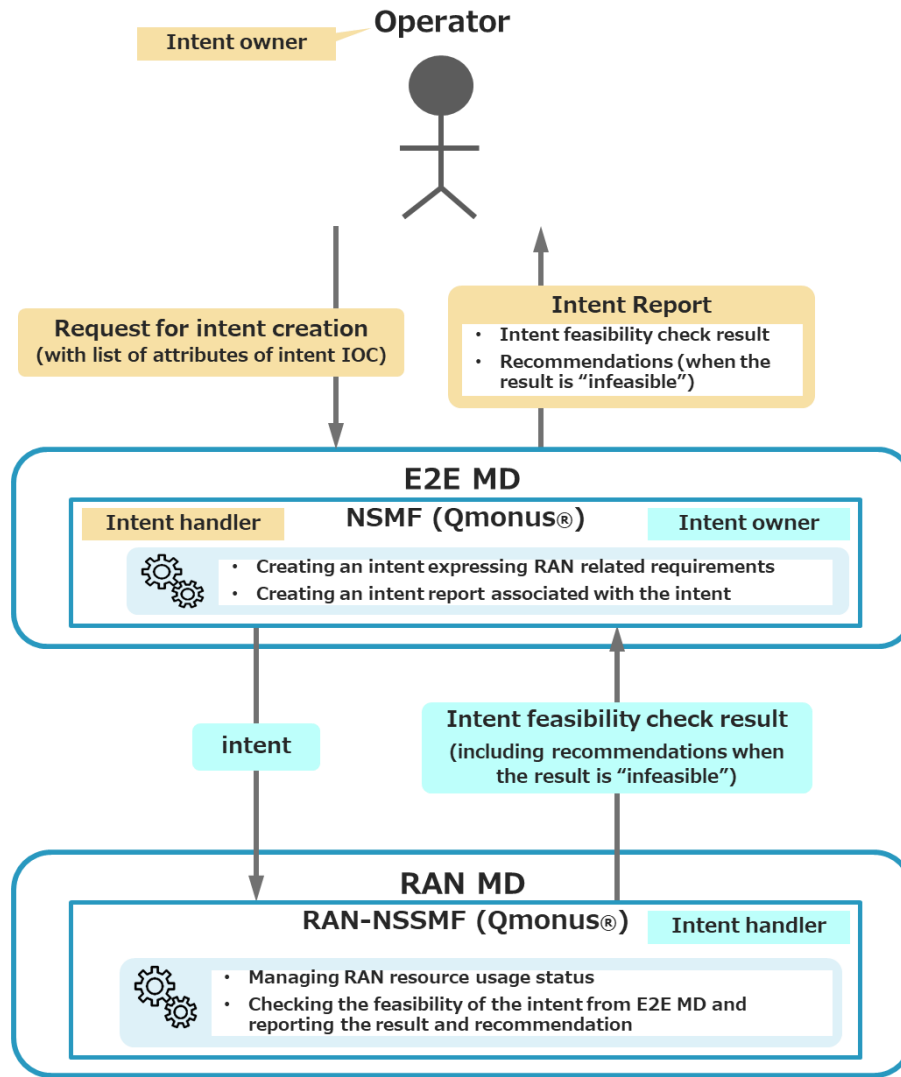 Operator
Intent owner
Request for intent creation
(with list of attributes of intent IOC)
Intent Report
• Intent feasibility check result
• Recommendations (when the
result is “infeasible”)
E2E MD
Intent handler
NSMF (Qmonus®)
Intent owner
• Creating an intent expressing RAN related requirements
• Creating an intent report associated with the intent
intent
Intent feasibility check result
(including recommendations when
the result is “infeasible”)
RAN MD
RAN-NSSMF (Qmonus®)
Intent handler
• Managing RAN resource usage status
• Checking the feasibility of the intent from E2E MD and
reporting the result and recommendation